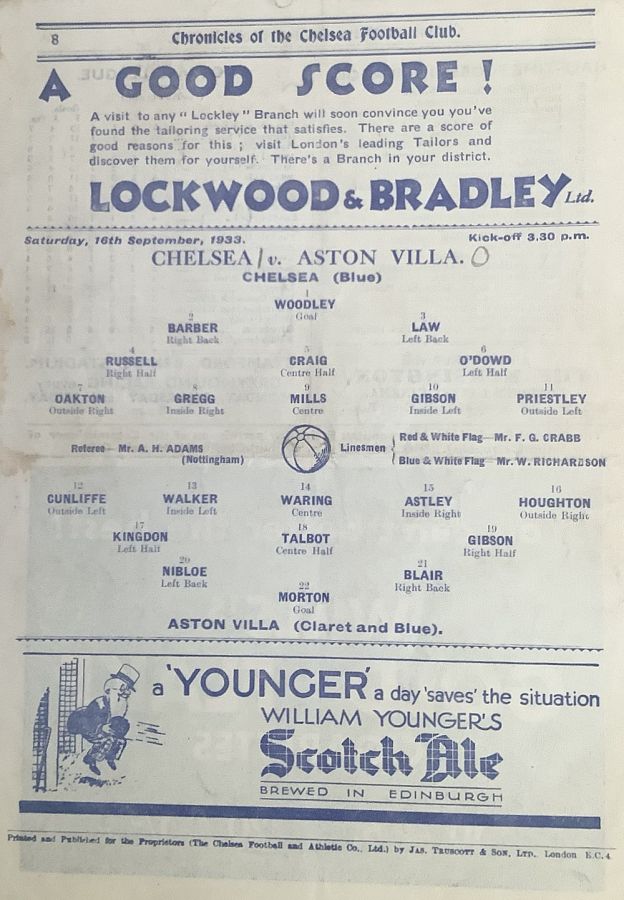 8
Chronicles of the Chelsea Football Club.
A GOOD SCORE!
A visit to any "Lockley" Branch will soon convince you you've
found the tailoring service that satisfies. There are a score of
good reasons for this; visit London's leading Tailors and
discover them for yourself. There's a Branch in your district.
LOCKWOOD & BRADLEY Ltd.
Saturday, 16th September, 1933. Kick-off 3.30 p.m.
CHELSEA 1 v. ASTON VILLA. 0
CHELSEA (Blue)
1
WOODLEY
Goal
2 3
BARBER LAW
Right Back Left Back
4 5 6
RUSSELL CRAIG O'DOWD
Right Half Centre Half Left Half
7 8 9 10 11
OAKTON GREGG MILLS GIBSON PRIESTLEY
Outside Right Inside Right Centre Inside Left Outside Left
Referee—Mr. A. H. ADAMS
(Nottingham)
Linesmen
Red & White Flag—Mr. F. G. CRABB
Blue & White Flag—Mr. W. RICHARDSON
12 13 14 15 16
CUNLIFFE WALKER WARING ASTLEY HOUGHTON
Outside Left Inside Left Centre Inside Right Outside Right
17 18 19
KINGDON TALBOT GIBSON
Left Half Centre Half Right Half
20 21
NIBLOE BLAIR
Left Back Right Back
22
MORTON
Goal
ASTON VILLA (Claret and Blue).
a 'YOUNGER' a day 'saves' the situation
WILLIAM YOUNGER'S
Scotch Ale
BREWED IN EDINBURGH
Printed and Published for the Proprietors (The Chelsea Football and Athletic Co., Ltd.) by JAS. TRUSCOTT & SON, LTD., London E.C.4